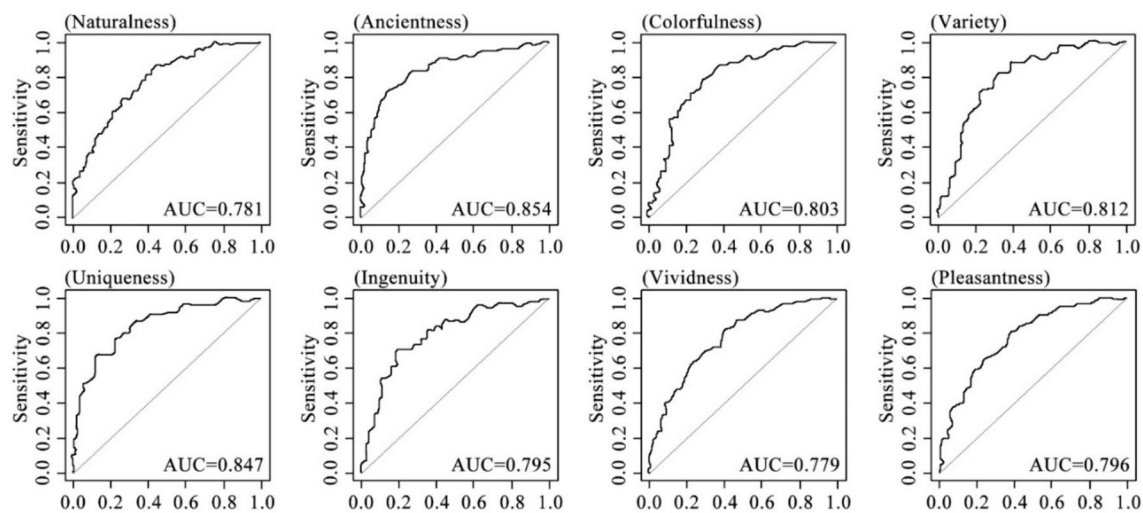 (Naturalness)
Sensitivity
0.0 0.2 0.4 0.6 0.8 1.0
AUC=0.781
0.0 0.2 0.4 0.6 0.8 1.0
(Ancientness)
Sensitivity
0.0 0.2 0.4 0.6 0.8 1.0
AUC=0.854
0.0 0.2 0.4 0.6 0.8 1.0
(Colorfulness)
Sensitivity
0.0 0.2 0.4 0.6 0.8 1.0
AUC=0.803
0.0 0.2 0.4 0.6 0.8 1.0
(Variety)
Sensitivity
0.0 0.2 0.4 0.6 0.8 1.0
AUC=0.812
0.0 0.2 0.4 0.6 0.8 1.0
(Uniqueness)
Sensitivity
0.0 0.2 0.4 0.6 0.8 1.0
AUC=0.847
0.0 0.2 0.4 0.6 0.8 1.0
(Ingenuity)
Sensitivity
0.0 0.2 0.4 0.6 0.8 1.0
AUC=0.795
0.0 0.2 0.4 0.6 0.8 1.0
(Vividness)
Sensitivity
0.0 0.2 0.4 0.6 0.8 1.0
AUC=0.779
0.0 0.2 0.4 0.6 0.8 1.0
(Pleasantness)
Sensitivity
0.0 0.2 0.4 0.6 0.8 1.0
AUC=0.796
0.0 0.2 0.4 0.6 0.8 1.0